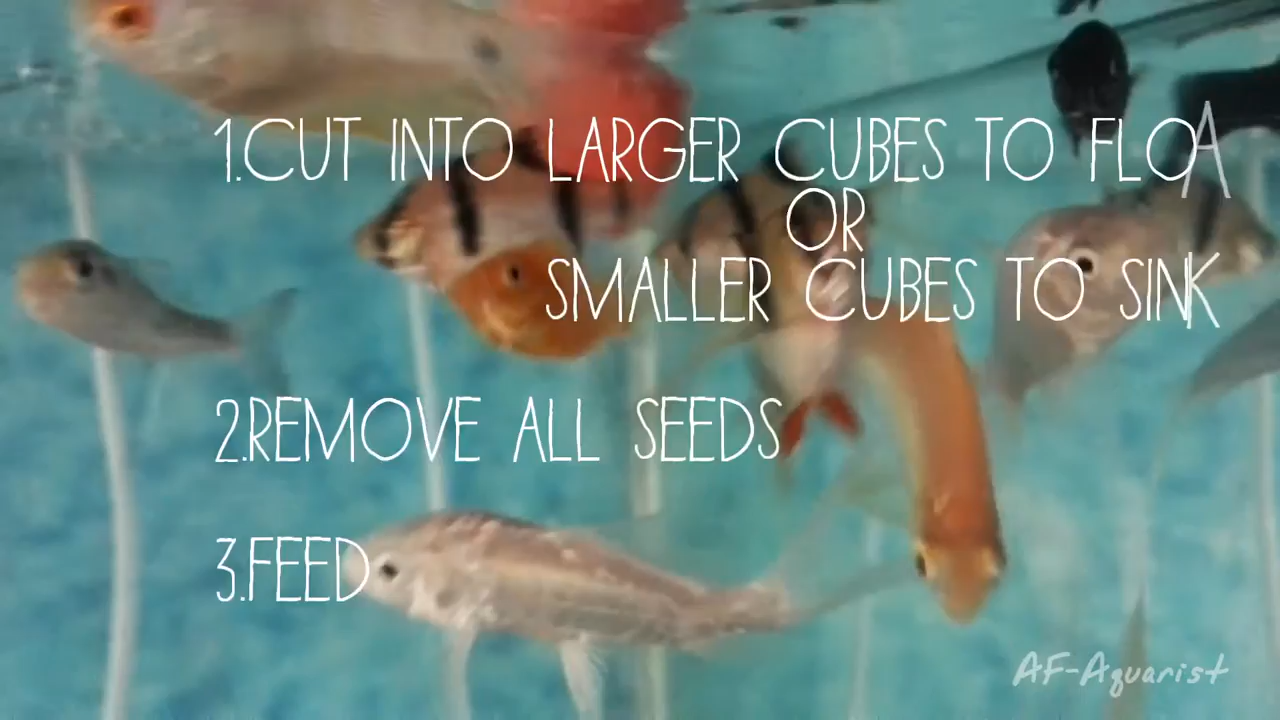 1.CUT INTO LARGER CUBES TO FLOA
OR
SMALLER CUBES TO SINK
2.REMOVE ALL SEEDS
3.FEED
AF-Aquarist